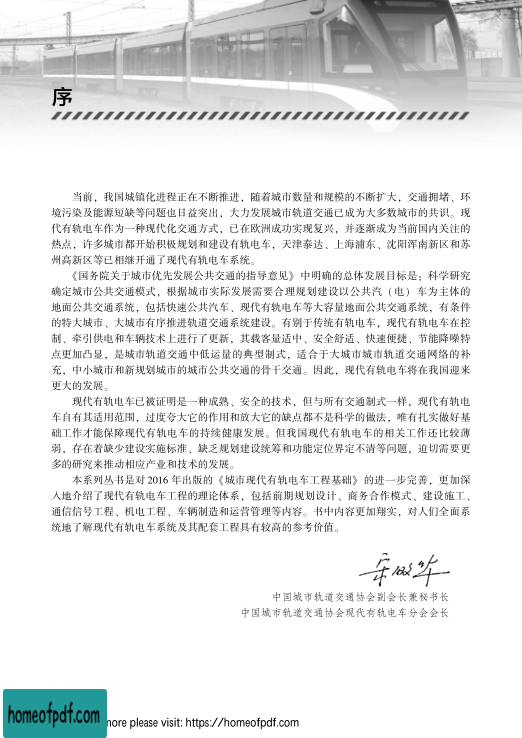 序
当前，我国城镇化进程正在不断推进，随着城市数量和规模的不断扩大，交通拥堵、环
境污染及能源短缺等问题也日益突出，大力发展城市轨道交通已成为大多数城市的共识。现
代有轨电车作为一种现代化交通方式，已在欧洲成功实现复兴，并逐渐成为当前国内关注的
热点，许多城市都开始积极规划和建设有轨电车，天津泰达、上海浦东、沈阳浑南新区和苏
州高新区等已相继开通了现代有轨电车系统。
《国务院关于城市优先发展公共交通的指导意见》中明确的总体发展目标是：科学研究
确定城市公共交通模式，根据城市实际发展需要合理规划建设以公共汽（电）车为主体的
地面公共交通系统，包括快速公共汽车、现代有轨电车等大容量地面公共交通系统，有条件
的特大城市、大城市有序推进轨道交通系统建设。有别于传统有轨电车，现代有轨电车在控
制、牵引供电和车辆技术上进行了更新，其载客量适中、安全舒适、快速便捷、节能降噪特
点更加凸显，是城市轨道交通中低运量的典型制式，适合于大城市城市轨道交通网络的补
充，中小城市和新规划城市的城市公共交通的骨干交通。因此，现代有轨电车将在我国迎来
更大的发展。
现代有轨电车已被证明是一种成熟、安全的技术，但与所有交通制式一样，现代有轨电
车自有其适用范围，过度夸大它的作用和放大它的缺点都不是科学的做法，唯有扎实做好基
础工作才能保障现代有轨电车的持续健康发展。但我国现代有轨电车的相关工作还比较薄
弱，存在着缺少建设实施标准、缺乏规划建设统筹和功能定位界定不清等问题，迫切需要更
多的研究来推动相应产业和技术的发展。
本系列丛书是对 2016 年出版的《城市现代有轨电车工程基础》的进一步完善，更加深
入地介绍了现代有轨电车工程的理论体系，包括前期规划设计、商务合作模式、建设施工、
通信信号工程、机电工程、车辆制造和运营管理等内容。书中内容更加翔实，对人们全面系
统地了解现代有轨电车系统及其配套工程具有较高的参考价值。
中国城市轨道交通协会副会长兼秘书长
中国城市轨道交通协会现代有轨电车分会会长
homeofpdf.com
more please visit: https://homeofpdf.com